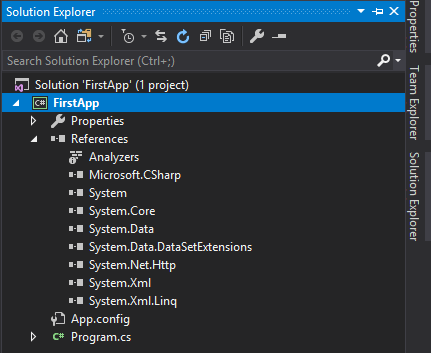 Solution Explorer
Search Solution Explorer (Ctrl+;)
Solution 'FirstApp' (1 project)
C# FirstApp
Properties
References
Analyzers
Microsoft.CSharp
System
System.Core
System.Data
System.Data.DataSetExtensions
System.Net.Http
System.Xml
System.Xml.Linq
App.config
C# Program.cs
Properties
Team Explorer
Solution Explorer